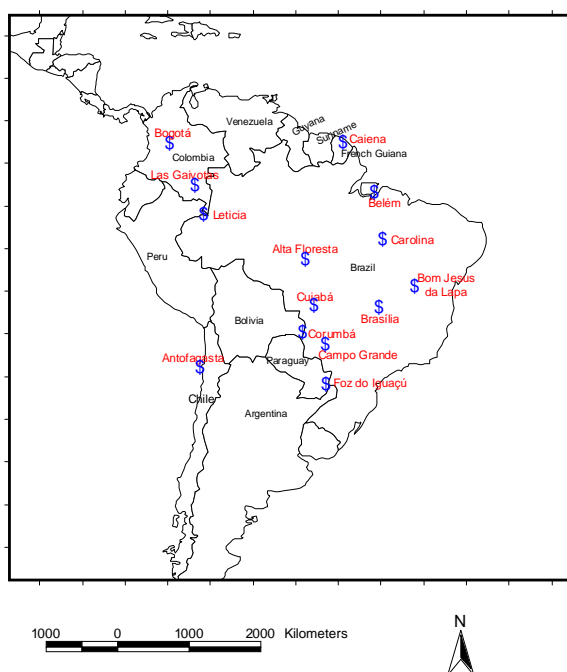 Venezuela
Guyana
Suriname
Bogotá
$
Colombia
$ Caiena
French Guiana
Las Gaivotas
$
$
Belém
$ Leticia
$ Carolina
Alta Floresta
$
Peru
Brazil
Bom Jesus
$ da Lapa
Cuiabá
$
$
Brasília
Bolivia
$
Corumbá
$
Campo Grande
Antofagasta
$
Paraguay
$ Foz do Iguaçú
Chile
Argentina
N
1000 0 1000 2000 Kilometers